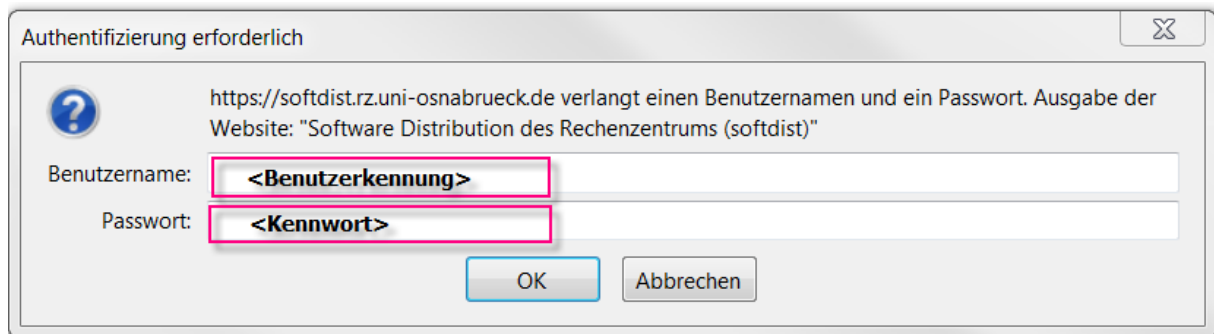 Authentifizierung erforderlich
https://softdist.rz.uni-osnabrueck.de verlangt einen Benutzernamen und ein Passwort. Ausgabe der
Website: "Software Distribution des Rechenzentrums (softdist)"
Benutzername: <Benutzerkennung>
Passwort: <Kennwort>
OK Abbrechen